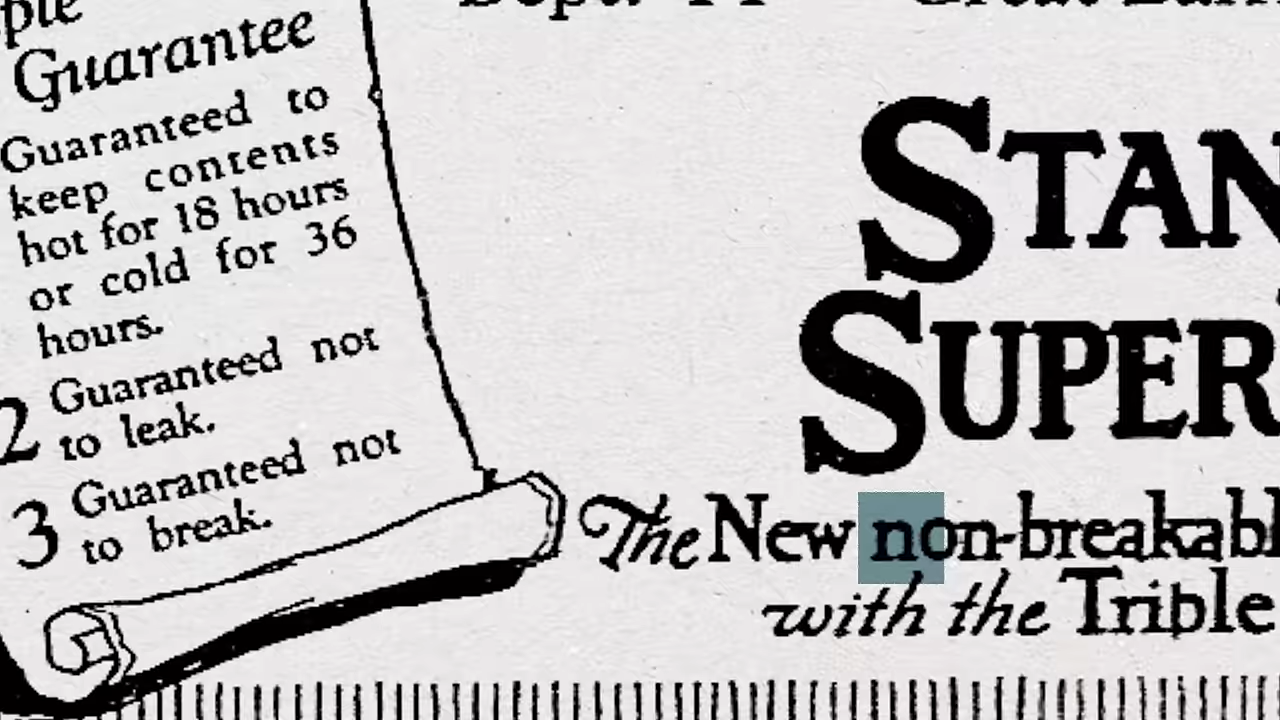 Guarantee
Guaranteed to
keep contents
hot for 18 hours
or cold for 36
hours.
2 Guaranteed not
to leak.
3 Guaranteed not
to break.
STAN
SUPER
The New non-breakabl
with the Trible